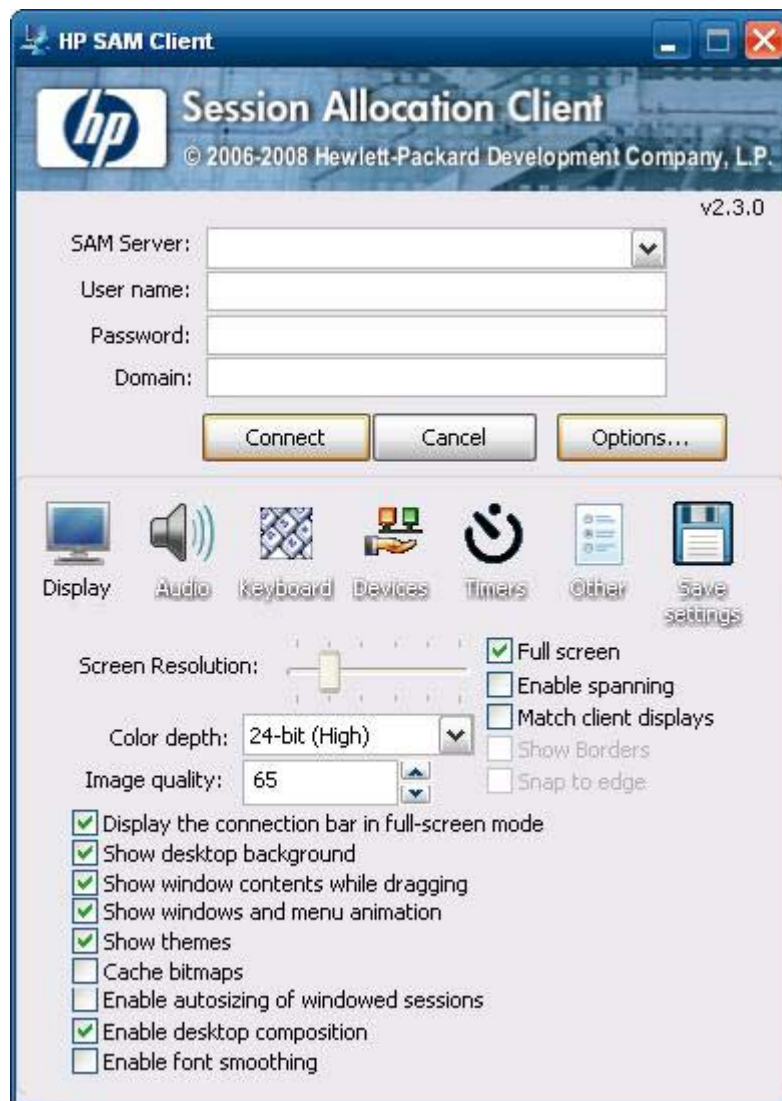 HP SAM Client
hp
Session Allocation Client
© 2006-2008 Hewlett-Packard Development Company, L.P.
v2.3.0
SAM Server:
User name:
Password:
Domain:
Connect Cancel Options...
Display Audio Keyboard Devices Timers Other Save settings
Screen Resolution:
Full screen
Enable spanning
Match client displays
Show Borders
Snap to edge
Color depth: 24-bit (High)
Image quality: 65
Display the connection bar in full-screen mode
Show desktop background
Show window contents while dragging
Show windows and menu animation
Show themes
Cache bitmaps
Enable autosizing of windowed sessions
Enable desktop composition
Enable font smoothing